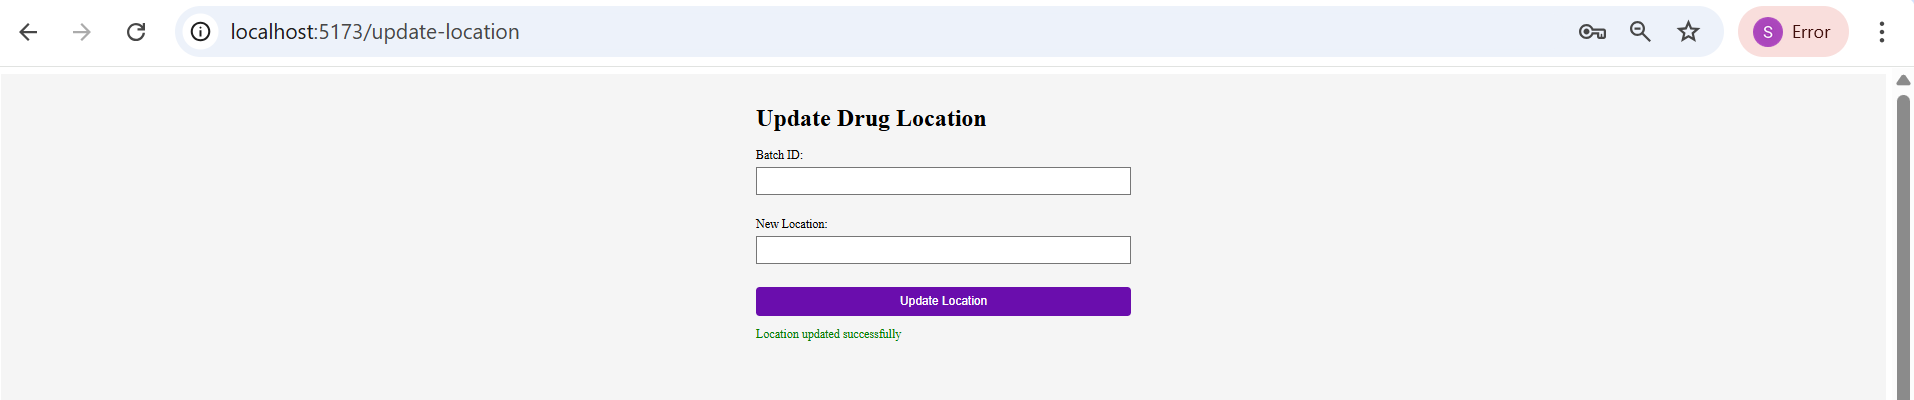 localhost:5173/update-location
S Error
Update Drug Location
Batch ID:
New Location:
Update Location
Location updated successfully